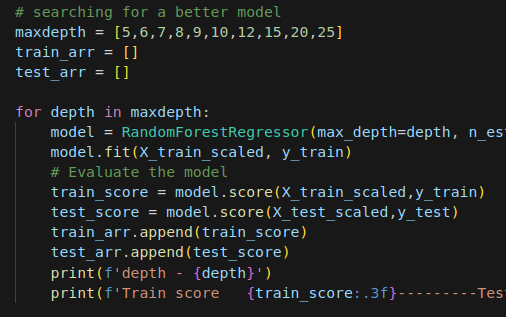 # searching for a better model
maxdepth = [5,6,7,8,9,10,12,15,20,25]
train_arr = []
test_arr = []
for depth in maxdepth:
model = RandomForestRegressor(max_depth=depth, n_es
model.fit(X_train_scaled, y_train)
# Evaluate the model
train_score = model.score(X_train_scaled,y_train)
test_score = model.score(X_test_scaled,y_test)
train_arr.append(train_score)
test_arr.append(test_score)
print(f'depth - {depth}')
print(f'Train score   {train_score:.3f}---------Tes